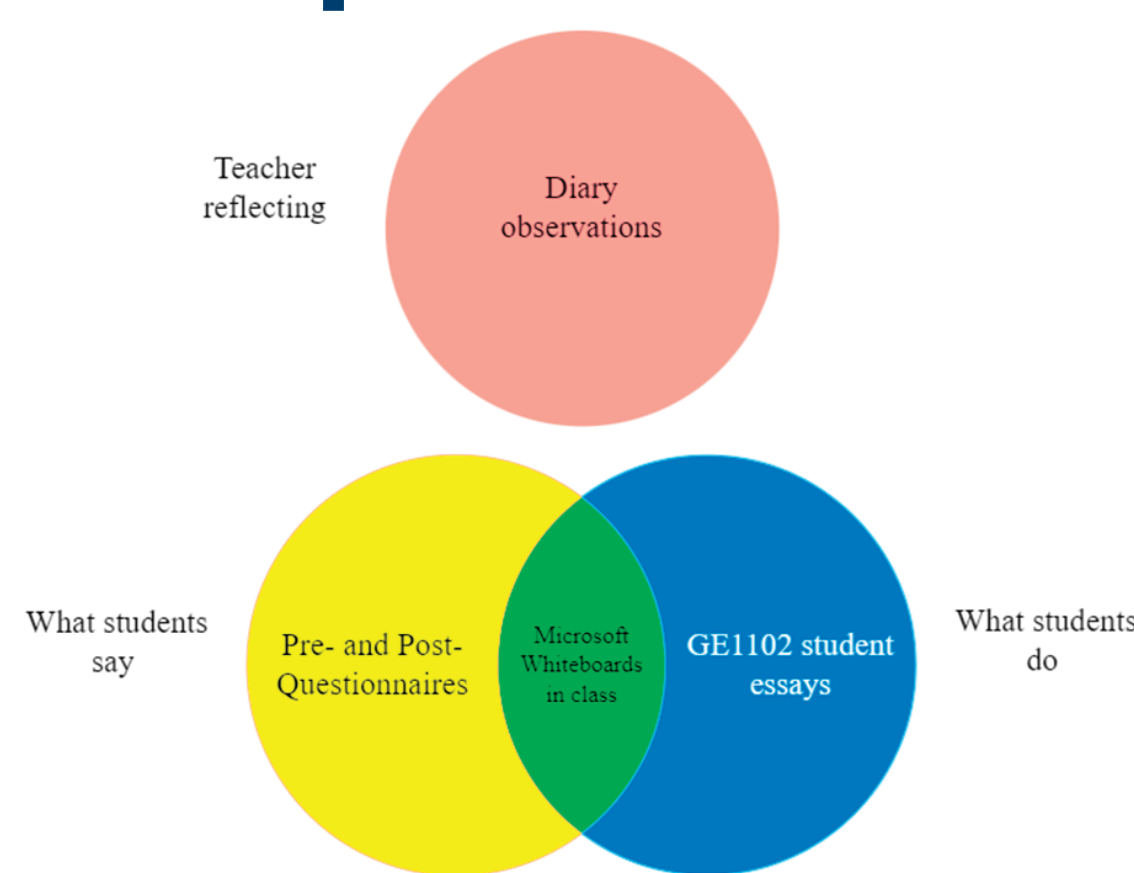 Teacher
reflecting
Diary
observations
What students
say
Pre- and Post-
Questionnaires
Microsoft
Whiteboards
in class
GE1102 student
essays
What students
do